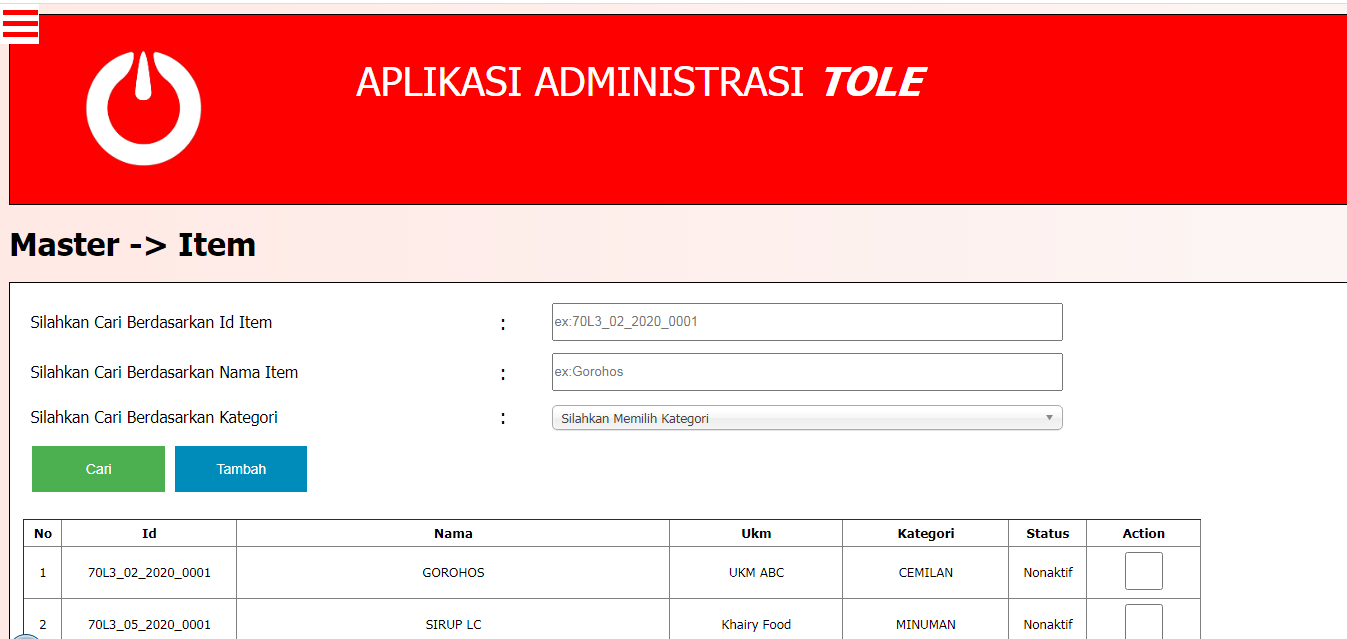 APLIKASI ADMINISTRASI TOLE
Master -> Item
Silahkan Cari Berdasarkan Id Item : ex:70L3_02_2020_0001
Silahkan Cari Berdasarkan Nama Item : ex:Gorohos
Silahkan Cari Berdasarkan Kategori : Silahkan Memilih Kategori
Cari Tambah
No Id Nama Ukm Kategori Status Action
1 70L3_02_2020_0001 GOROHOS UKM ABC CEMILAN Nonaktif
2 70L3_05_2020_0001 SIRUP LC Khairy Food MINUMAN Nonaktif